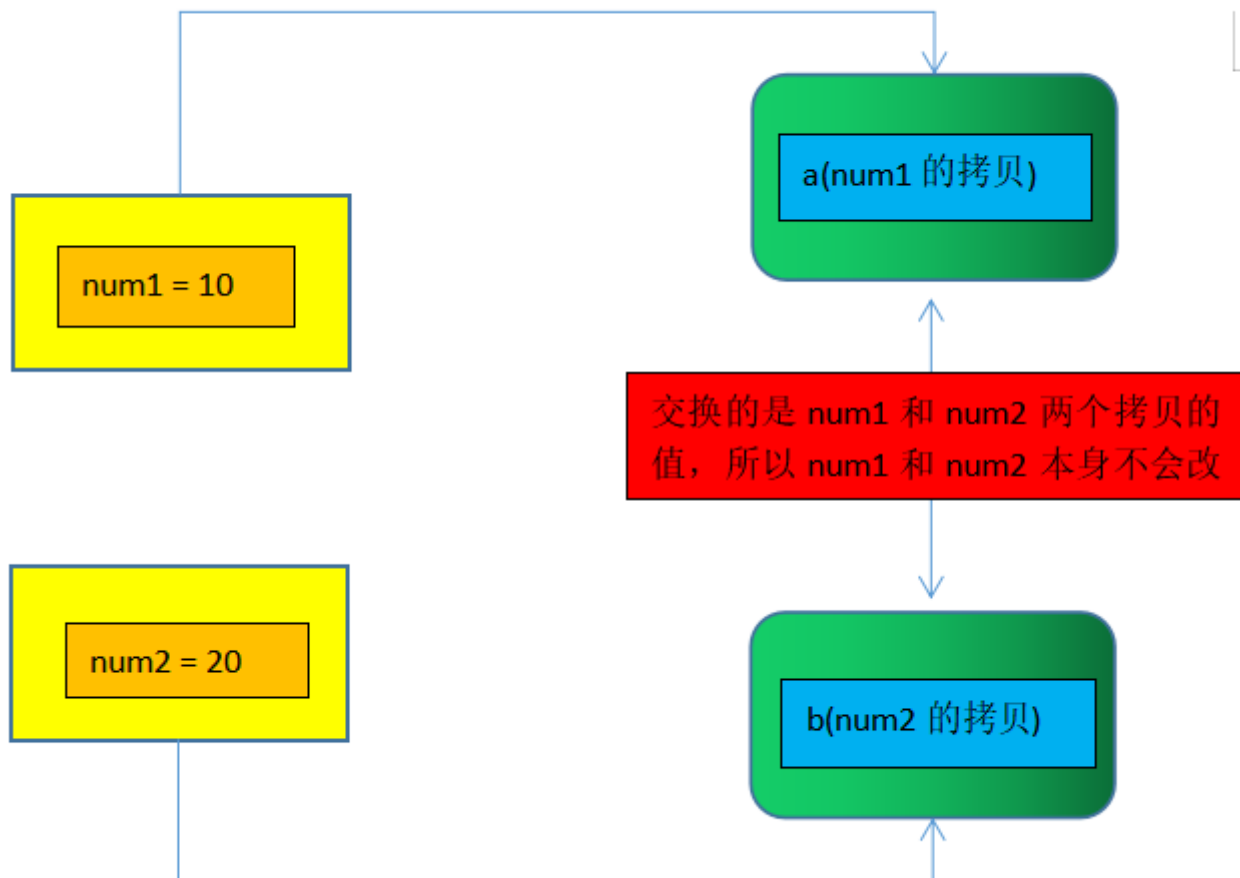 a(num1 的拷贝)
num1 = 10
交换的是 num1 和 num2 两个拷贝的
值，所以 num1 和 num2 本身不会改
num2 = 20
b(num2 的拷贝)